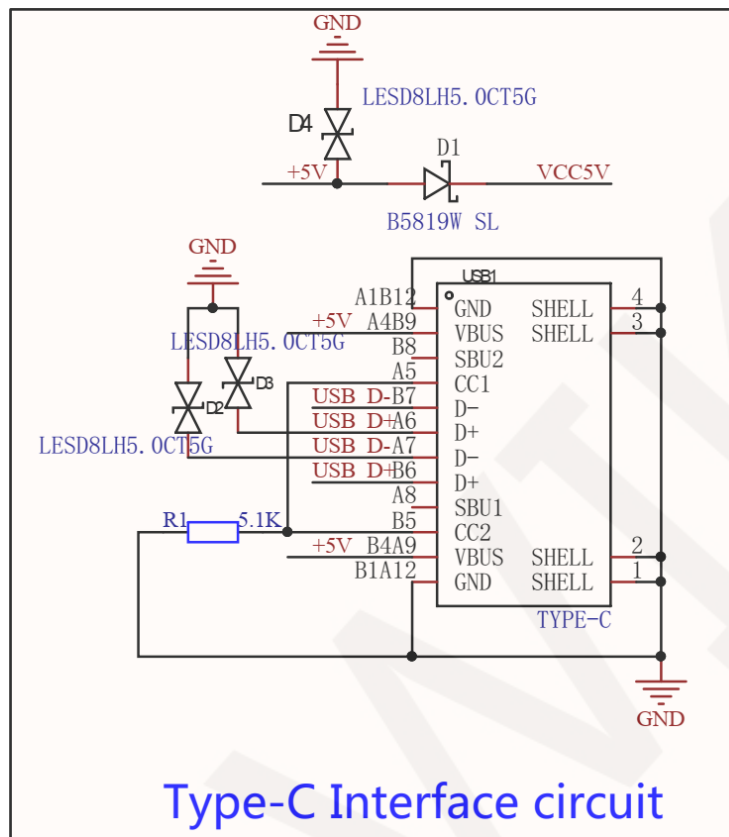 GND
LESD8LH5.0CT5G
D4
D1
+5V
VCC5V
B5819W SL
GND
USB1
A1B12 GND SHELL 4
+5V A4B9 VBUS SHELL 3
LESD8LH5.0CT5G
B8 SBU2
A5 CC1
D3
USB D- B7 D-
D2
USB D+ A6 D+
LESD8LH5.0CT5G
USB D- A7 D-
USB D+ B6 D+
A8 SBU1
R1 5.1K B5 CC2
+5V B4A9 VBUS SHELL 2
B1A12 GND SHELL 1
TYPE-C
GND
Type-C Interface circuit